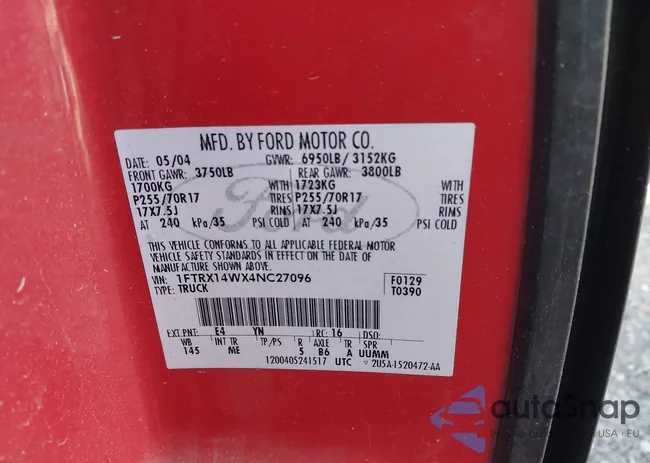 MFD. BY FORD MOTOR CO.
DATE: 05/04 GVWR: 6950LB/ 3152KG
FRONT GAWR: 3750LB REAR GAWR: 3800LB
1700KG WITH 1723KG WITH
P255/70R17 TIRES P255/70R17 TIRES
17X7.5J RIMS 17X7.5J RIMS
AT 240 kPa/35 PSI COLD AT 240 kPa/35 PSI COLD
THIS VEHICLE CONFORMS TO ALL APPLICABLE FEDERAL MOTOR
VEHICLE SAFETY STANDARDS IN EFFECT ON THE DATE OF
MANUFACTURE SHOWN ABOVE.
VIN: 1FTRX14WX4NC27096 F0129
TYPE: TRUCK T0390
EXT PNT: E4 YN RC: 16 DSO:
WB INT TR TP/PS R AXLE TR SPR
145 ME 5 B6 A UUMM
1200405241517 UTC 2U5A-1520472-AA
Ford
autoSnap
USA | EU